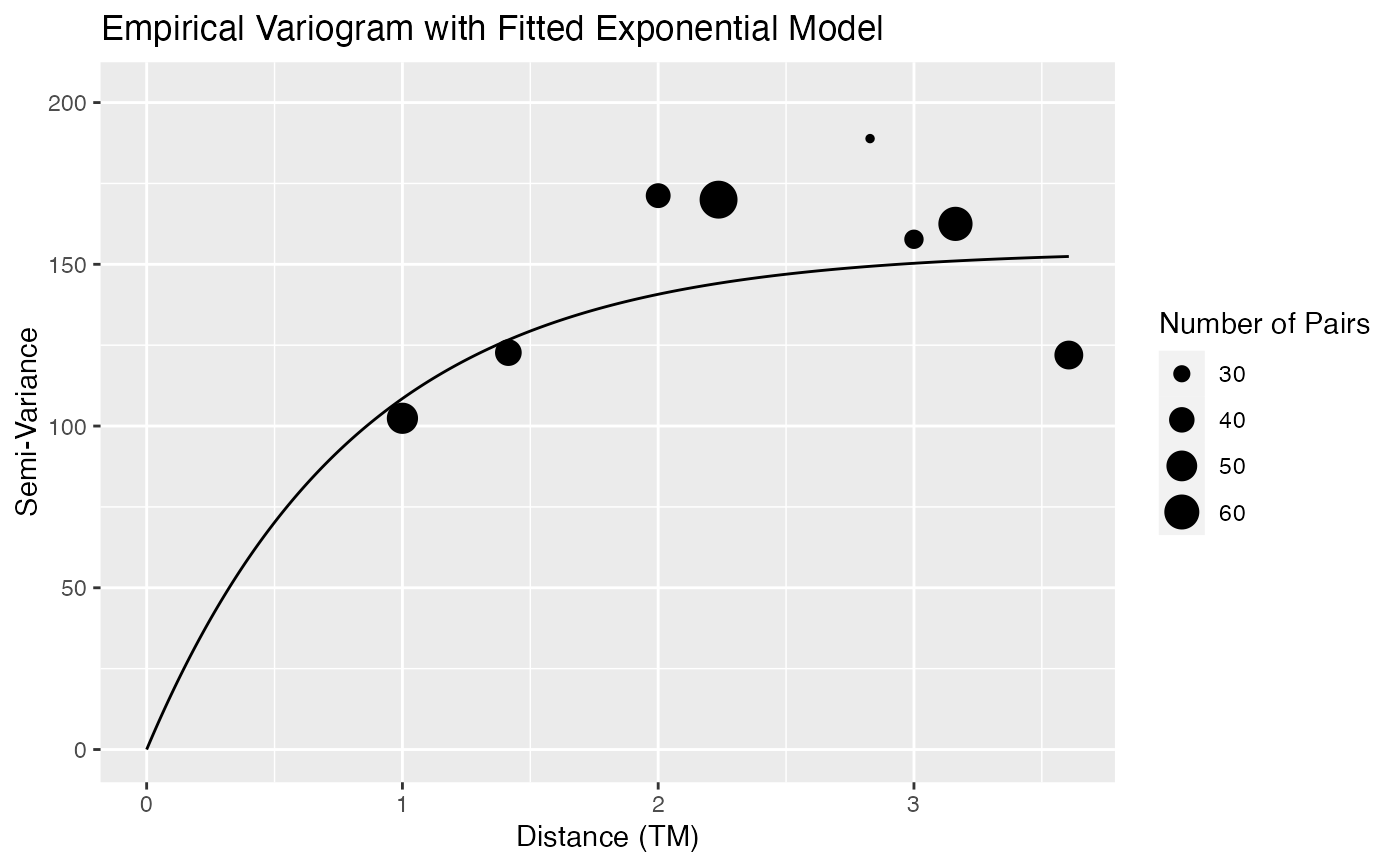 Empirical Variogram with Fitted Exponential Model
200
150
100
50
0
Semi-Variance
0 1 2 3
Distance (TM)
Number of Pairs
30
40
50
60